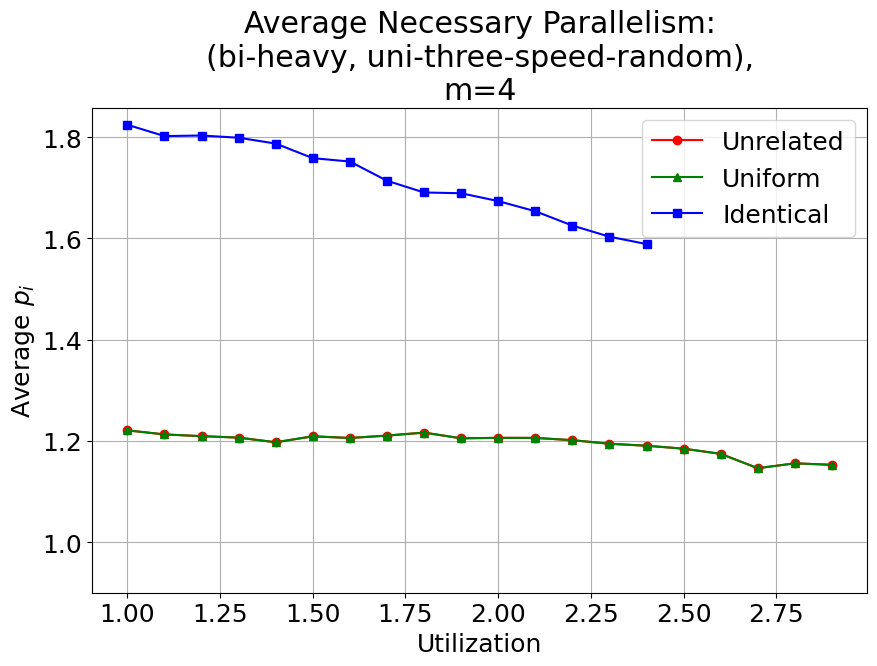 Average Necessary Parallelism:
(bi-heavy, uni-three-speed-random),
m=4
Unrelated
Uniform
Identical
Average $p_i$
1.8
1.6
1.4
1.2
1.0
1.00 1.25 1.50 1.75 2.00 2.25 2.50 2.75
Utilization